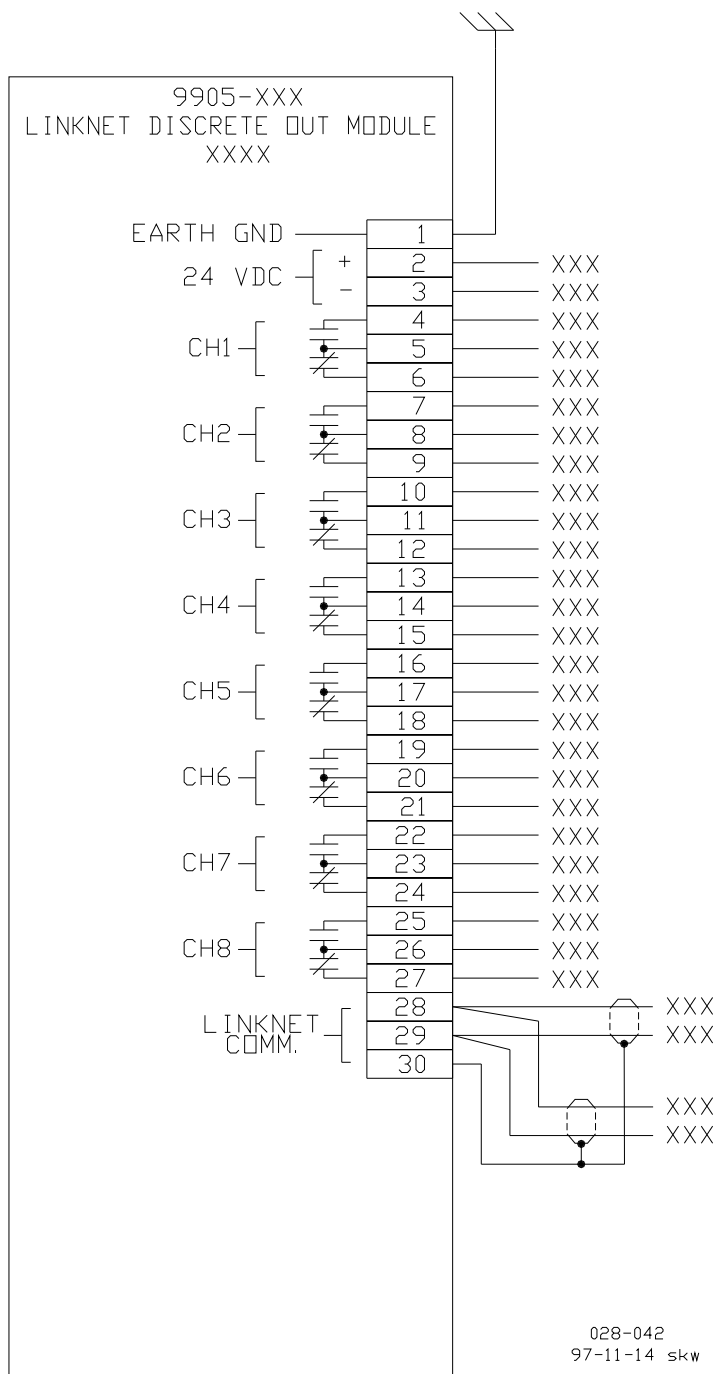 9905-XXX
LINKNET DISCRETE OUT MODULE
XXXX
EARTH GND 1
24 VDC + 2 XXX
- 3 XXX
4 XXX
CH1 5 XXX
6 XXX
7 XXX
CH2 8 XXX
9 XXX
10 XXX
CH3 11 XXX
12 XXX
13 XXX
CH4 14 XXX
15 XXX
16 XXX
CH5 17 XXX
18 XXX
19 XXX
CH6 20 XXX
21 XXX
22 XXX
CH7 23 XXX
24 XXX
25 XXX
CH8 26 XXX
27 XXX
28 XXX
LINKNET
COMM. 29 XXX
30
XXX
XXX
028-042
97-11-14 skw